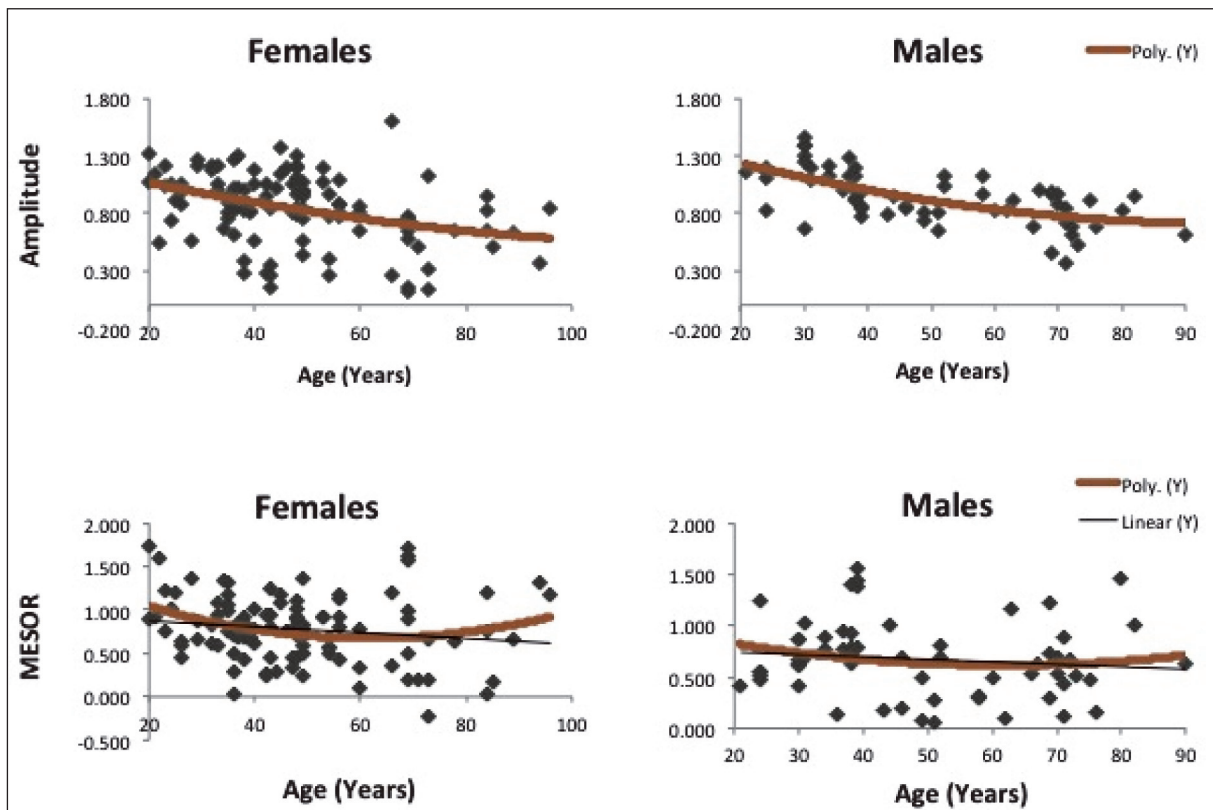 Females
1.800
1.300
0.800
0.300
-0.200
20 40 60 80 100
Amplitude
Age (Years)
Males
Poly. (Y)
1.800
1.300
0.800
0.300
-0.200
20 30 40 50 60 70 80 90
Age (Years)
Females
2.000
1.500
1.000
0.500
0.000
-0.500
20 40 60 80 100
MESOR
Age (Years)
Poly. (Y)
Linear (Y)
Males
2.000
1.500
1.000
0.500
0.000
20 30 40 50 60 70 80 90
Age (Years)